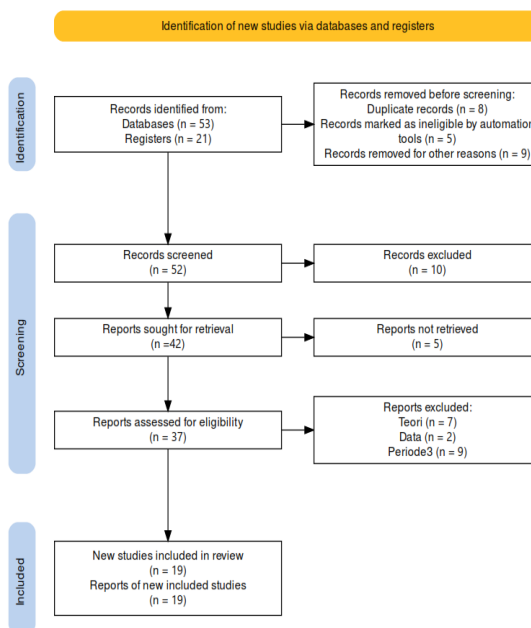 Identification of new studies via databases and registers
Identification
Records identified from:
Databases (n = 53)
Registers (n = 21)
Records removed before screening:
Duplicate records (n = 8)
Records marked as ineligible by automation
tools (n = 5)
Records removed for other reasons (n = 9)
Screening
Records screened
(n = 52)
Records excluded
(n = 10)
Reports sought for retrieval
(n =42)
Reports not retrieved
(n = 5)
Reports assessed for eligibility
(n = 37)
Reports excluded:
Teori (n = 7)
Data (n = 2)
Periode3 (n = 9)
Included
New studies included in review
(n = 19)
Reports of new included studies
(n = 19)